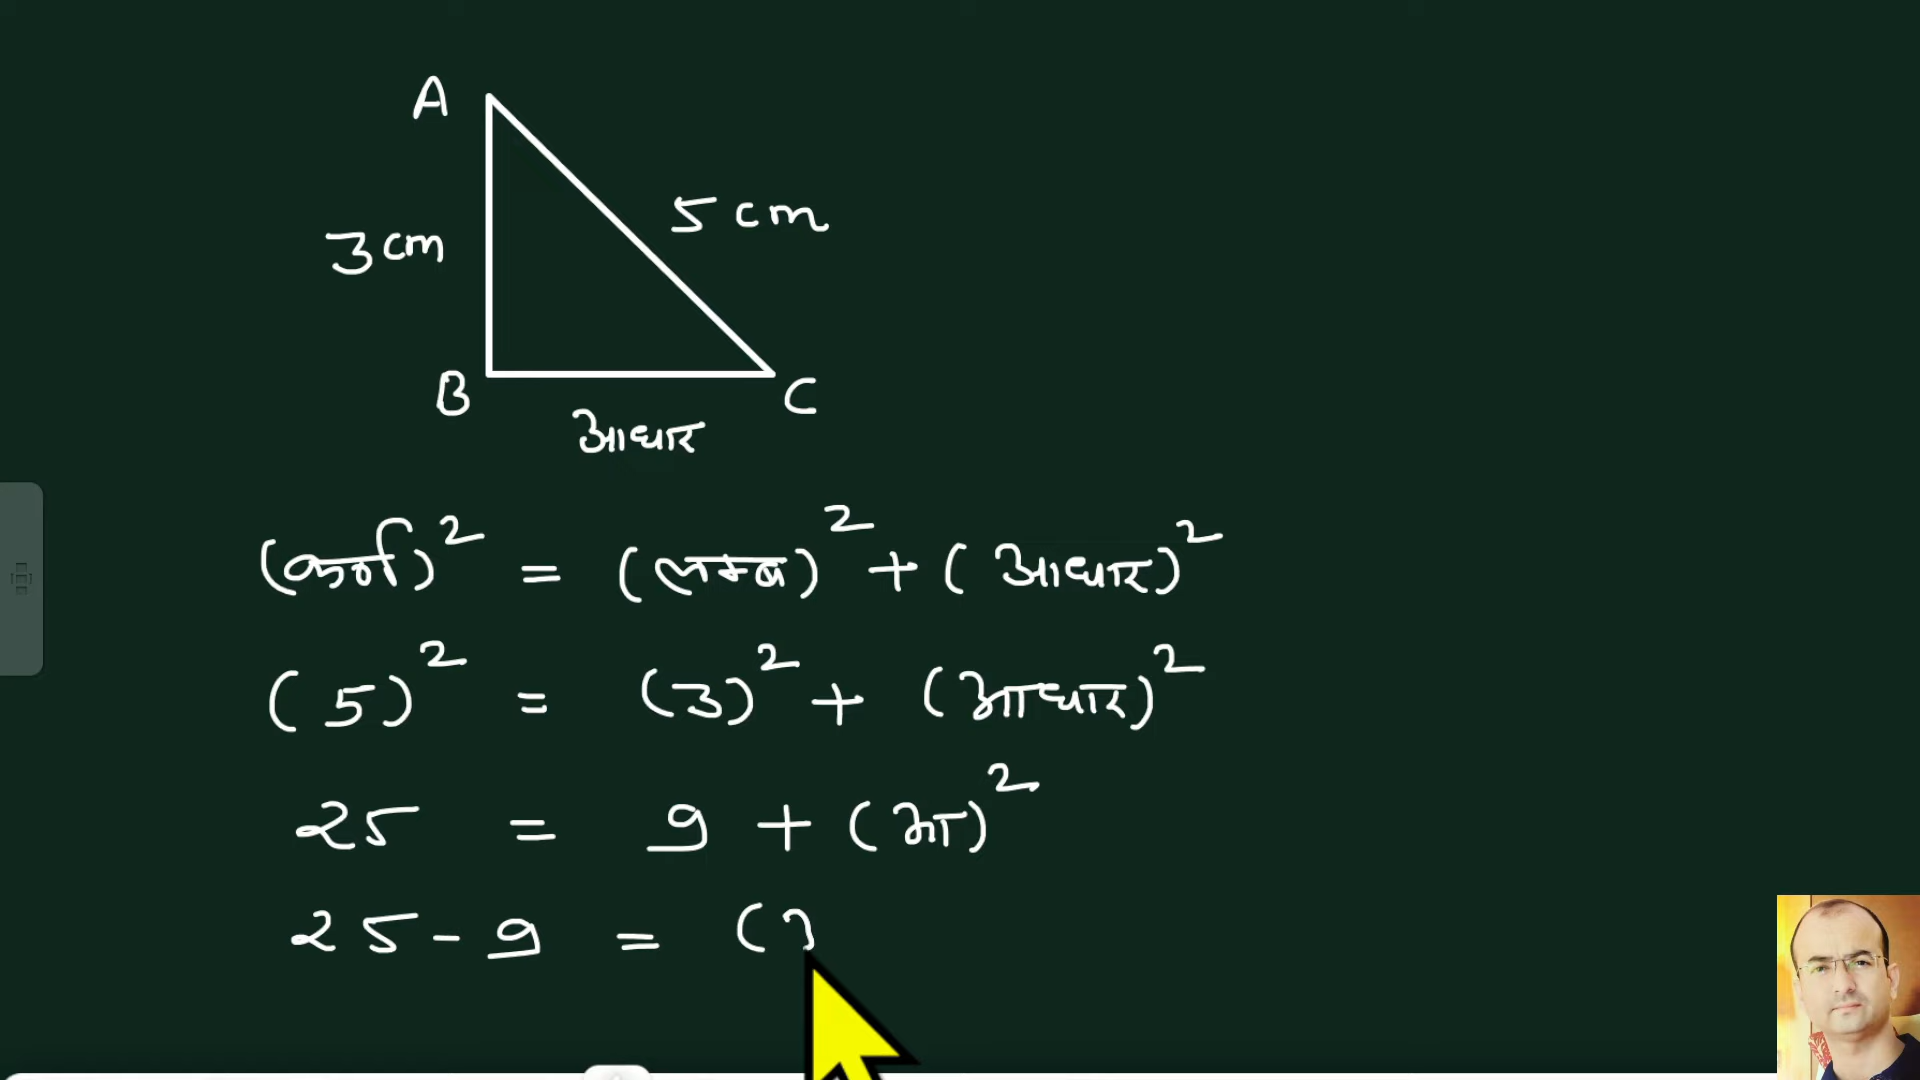 A
5 cm
3 cm
B
C
आधार
(कर्ण)² = (लम्ब)² + (आधार)²
(5)² = (3)² + (आधार)²
25 = 9 + (आ)²
25 - 9 = (